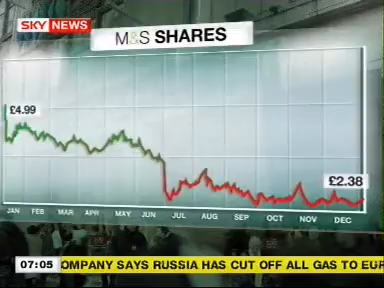 SKY NEWS
M&S SHARES
£4.99
£2.38
JAN FEB MAR APR MAY JUN JUL AUG SEP OCT NOV DEC
07:05 OMPANY SAYS RUSSIA HAS CUT OFF ALL GAS TO EUR